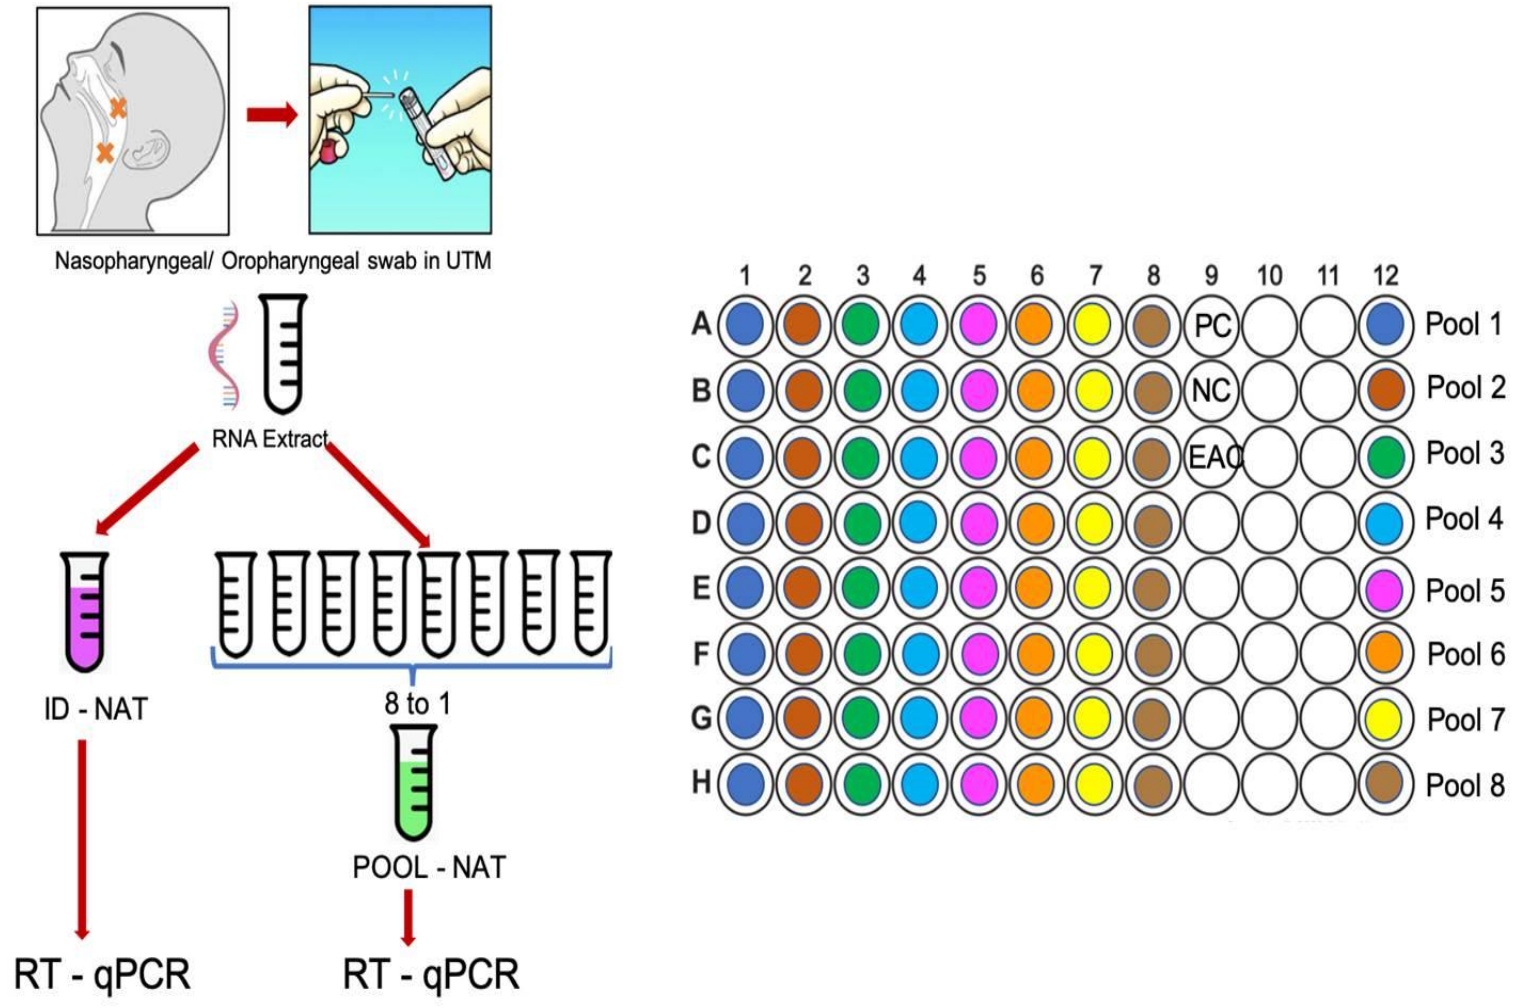 Nasopharyngeal/ Oropharyngeal swab in UTM
RNA Extract
ID - NAT
8 to 1
POOL - NAT
RT - qPCR
RT - qPCR
1 2 3 4 5 6 7 8 9 10 11 12
A PC Pool 1
B NC Pool 2
C EAC Pool 3
D Pool 4
E Pool 5
F Pool 6
G Pool 7
H Pool 8